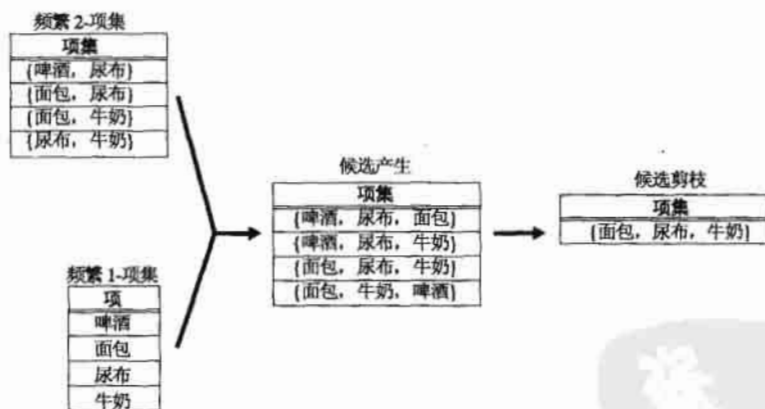 频繁 2-项集
项集
{啤酒，尿布}
{面包，尿布}
{面包，牛奶}
{尿布，牛奶}
频繁 1-项集
项
啤酒
面包
尿布
牛奶
候选产生
项集
{啤酒，尿布，面包}
{啤酒，尿布，牛奶}
{面包，尿布，牛奶}
{面包，牛奶，啤酒}
候选剪枝
项集
{面包，尿布，牛奶}